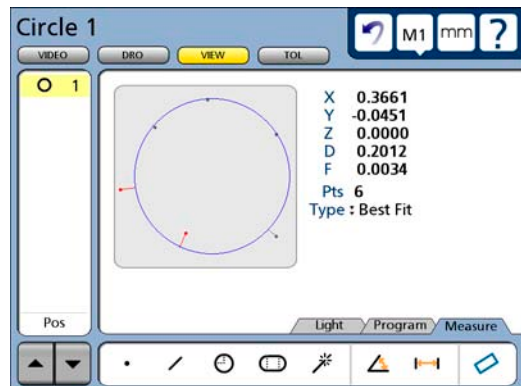 Circle 1
M1
mm
?
VIDEO
DRO
VIEW
TOL
1
X 0.3661
Y -0.0451
Z 0.0000
D 0.2012
F 0.0034
Pts 6
Type : Best Fit
Pos
Light
Program
Measure